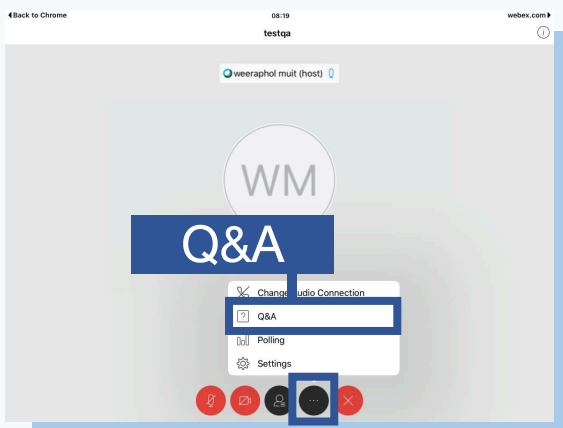 Back to Chrome
08:19
webex.com
testqa
weeraphol muit (host)
WM
Q&A
Change Audio Connection
Q&A
Polling
Settings